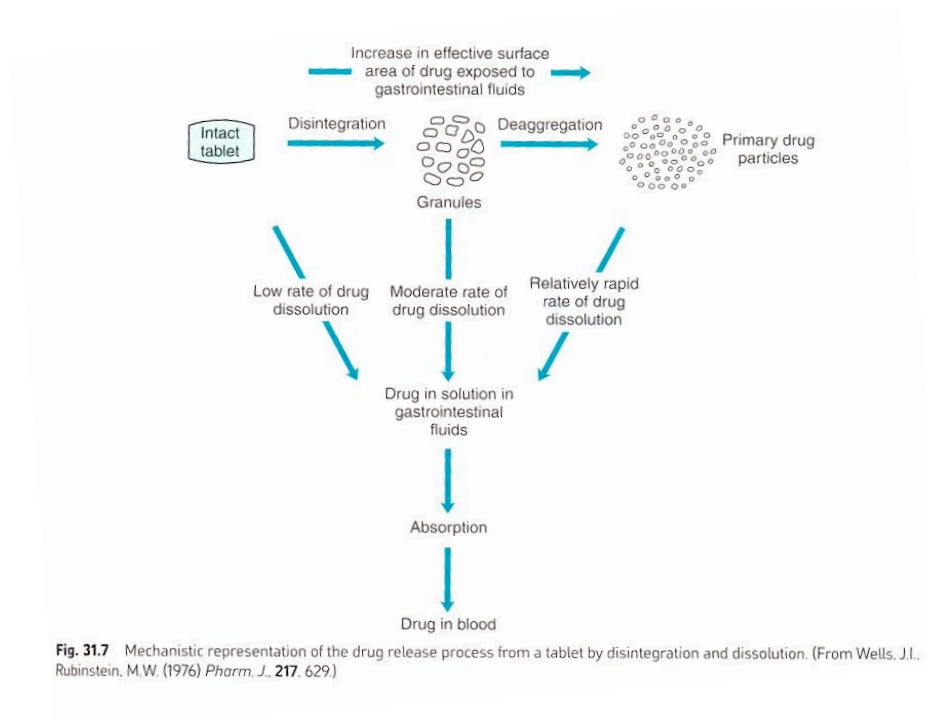 Increase in effective surface
area of drug exposed to
gastrointestinal fluids
Intact
tablet
Disintegration
Granules
Deaggregation
Primary drug
particles
Low rate of drug
dissolution
Moderate rate of
drug dissolution
Relatively rapid
rate of drug
dissolution
Drug in solution in
gastrointestinal
fluids
Absorption
Drug in blood
Fig. 31.7 Mechanistic representation of the drug release process from a tablet by disintegration and dissolution. (From Wells, J.I.,
Rubinstein, M.W. (1976) Pharm. J., 217, 629.)